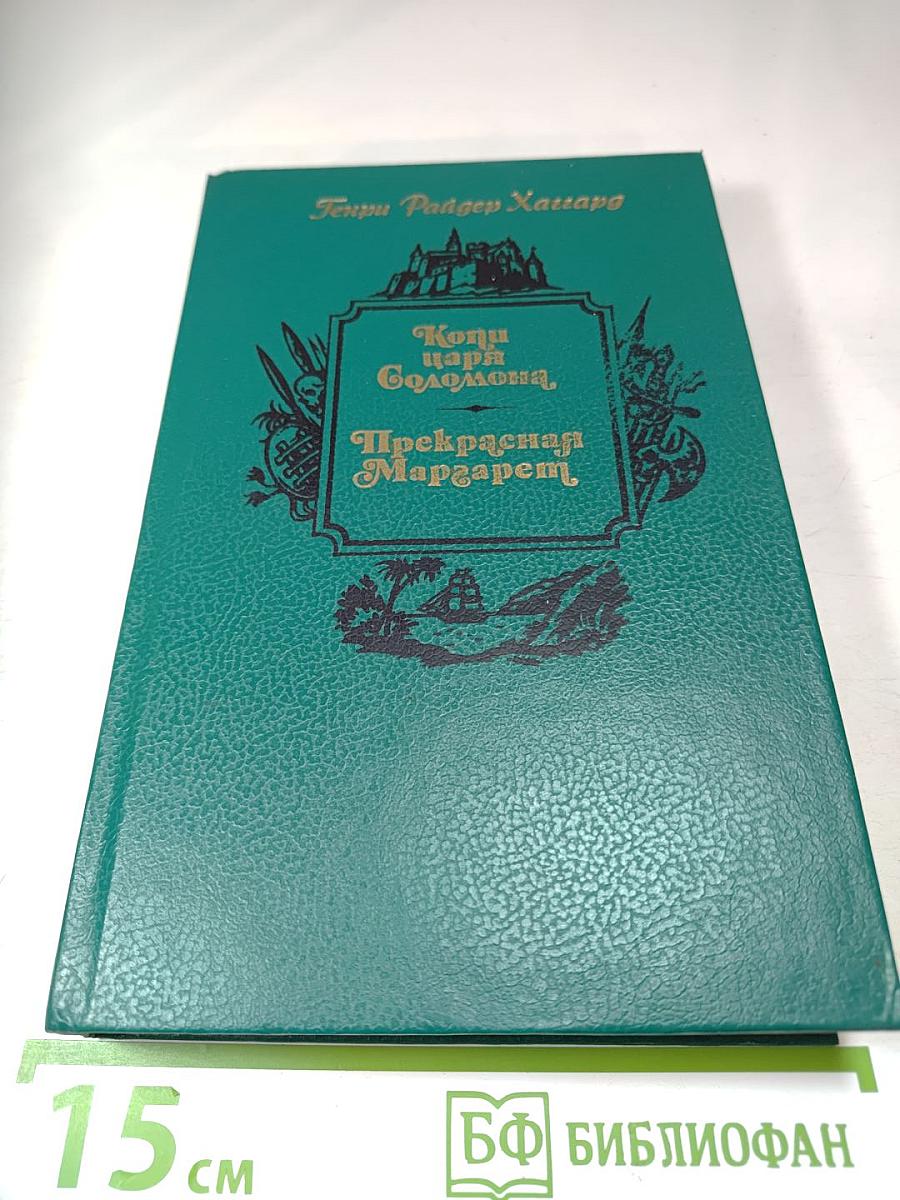 Генри Райдер Хаггард
Копи
царя
Соломона
Прекрасная
Маргарет
15 см
БФ БИБЛИОФАН